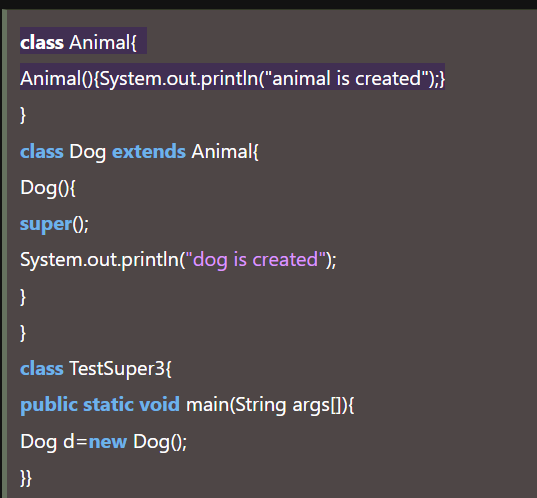 class Animal{
Animal(){System.out.println("animal is created");}
}
class Dog extends Animal{
Dog(){
super();
System.out.println("dog is created");
}
}
class TestSuper3{
public static void main(String args[]){
Dog d=new Dog();
}}